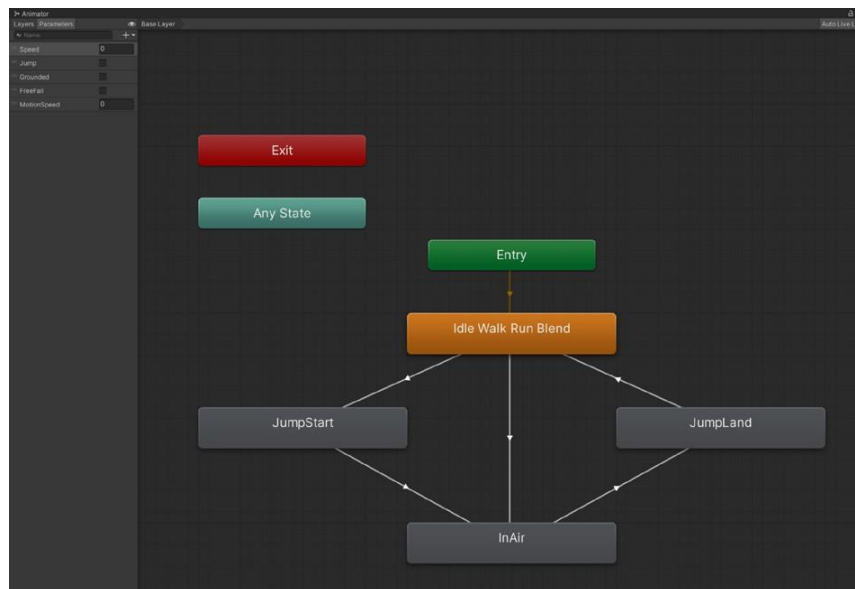 Animator
Layers Parameters
Base Layer
Auto Live L
Name
Speed 0
Jump
Grounded
FreeFall
MotionSpeed 0
Exit
Any State
Entry
Idle Walk Run Blend
JumpStart
JumpLand
InAir